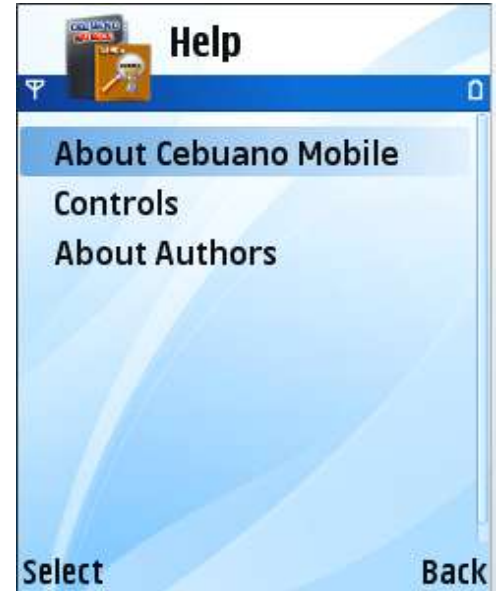 Help
About Cebuano Mobile
Controls
About Authors
Select
Back